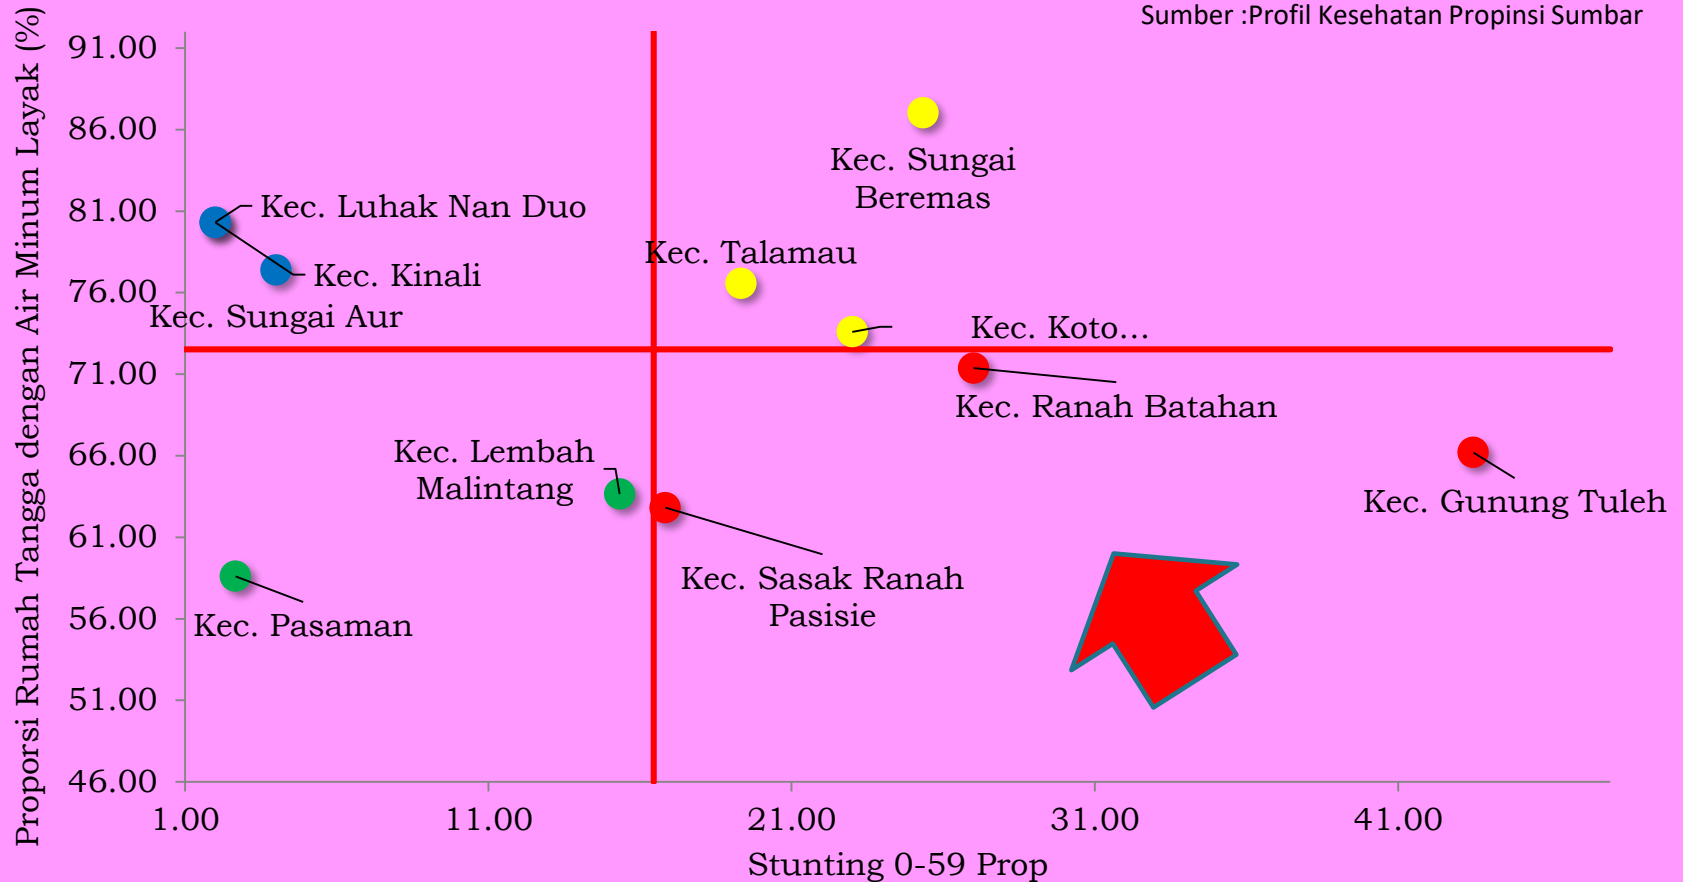 Sumber :Profil Kesehatan Propinsi Sumbar
Proporsi Rumah Tangga dengan Air Minum Layak (%)
91.00
86.00
81.00
76.00
71.00
66.00
61.00
56.00
51.00
46.00
Kec. Sungai
Beremas
Kec. Luhak Nan Duo
Kec. Talamau
Kec. Kinali
Kec. Sungai Aur
Kec. Koto...
Kec. Ranah Batahan
Kec. Lembah
Malintang
Kec. Gunung Tuleh
Kec. Sasak Ranah
Pasisie
Kec. Pasaman
1.00
11.00
21.00
31.00
41.00
Stunting 0-59 Prop